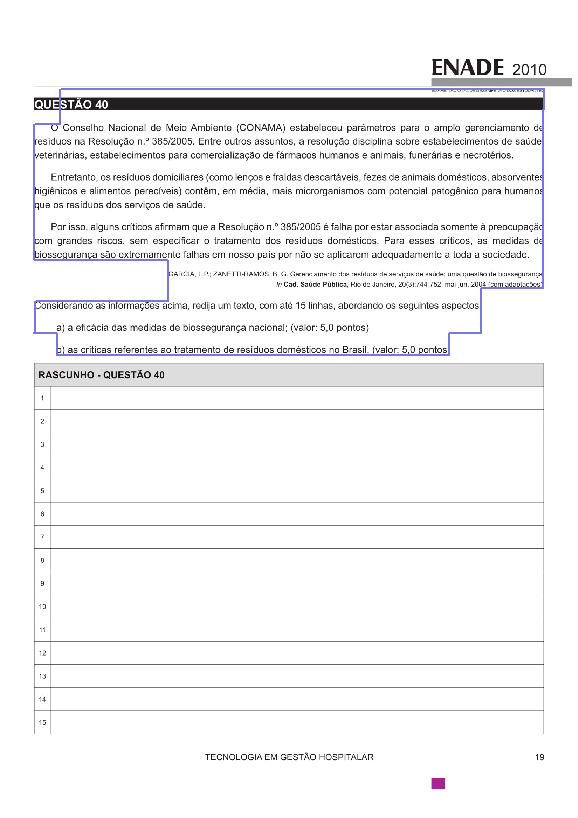 ENADE 2010
QUESTÃO 40
O Conselho Nacional de Meio Ambiente (CONAMA) estabeleceu parâmetros para o amplo gerenciamento de
resíduos na Resolução n.º 385/2005. Entre outros assuntos, a resolução disciplina sobre estabelecimentos de saúde,
veterinárias, estabelecimentos para comercialização de fármacos humanos e animais, funerárias e necrotérios.
Entretanto, os resíduos domiciliares (como lenços e fraldas descartáveis, fezes de animais domésticos, absorventes
higiênicos e alimentos perecíveis) contêm, em média, mais microrganismos com potencial patogênico para humanos
que os resíduos dos serviços de saúde.
Por isso, alguns críticos afirmam que a Resolução n.º 385/2005 é falha por estar associada somente à preocupação
com grandes riscos, sem especificar o tratamento dos resíduos domésticos. Para esses críticos, as medidas de
biossegurança são extremamente falhas em nosso país por não se aplicarem adequadamente a toda a sociedade.
GARCIA, L.P.; ZANETTI-RAMOS, B. G. Gerenciamento dos resíduos de serviços de saúde: uma questão de biossegurança.
In Cad. Saúde Pública, Rio de Janeiro, 20(3):744-752, mai-jun, 2004 (com adaptações)
Considerando as informações acima, redija um texto, com até 15 linhas, abordando os seguintes aspectos
a) a eficácia das medidas de biossegurança nacional; (valor: 5,0 pontos)
b) as críticas referentes ao tratamento de resíduos domésticos no Brasil. (valor: 5,0 pontos
RASCUNHO - QUESTÃO 40
1
2
3
4
5
6
7
8
9
10
11
12
13
14
15
TECNOLOGIA EM GESTÃO HOSPITALAR 19